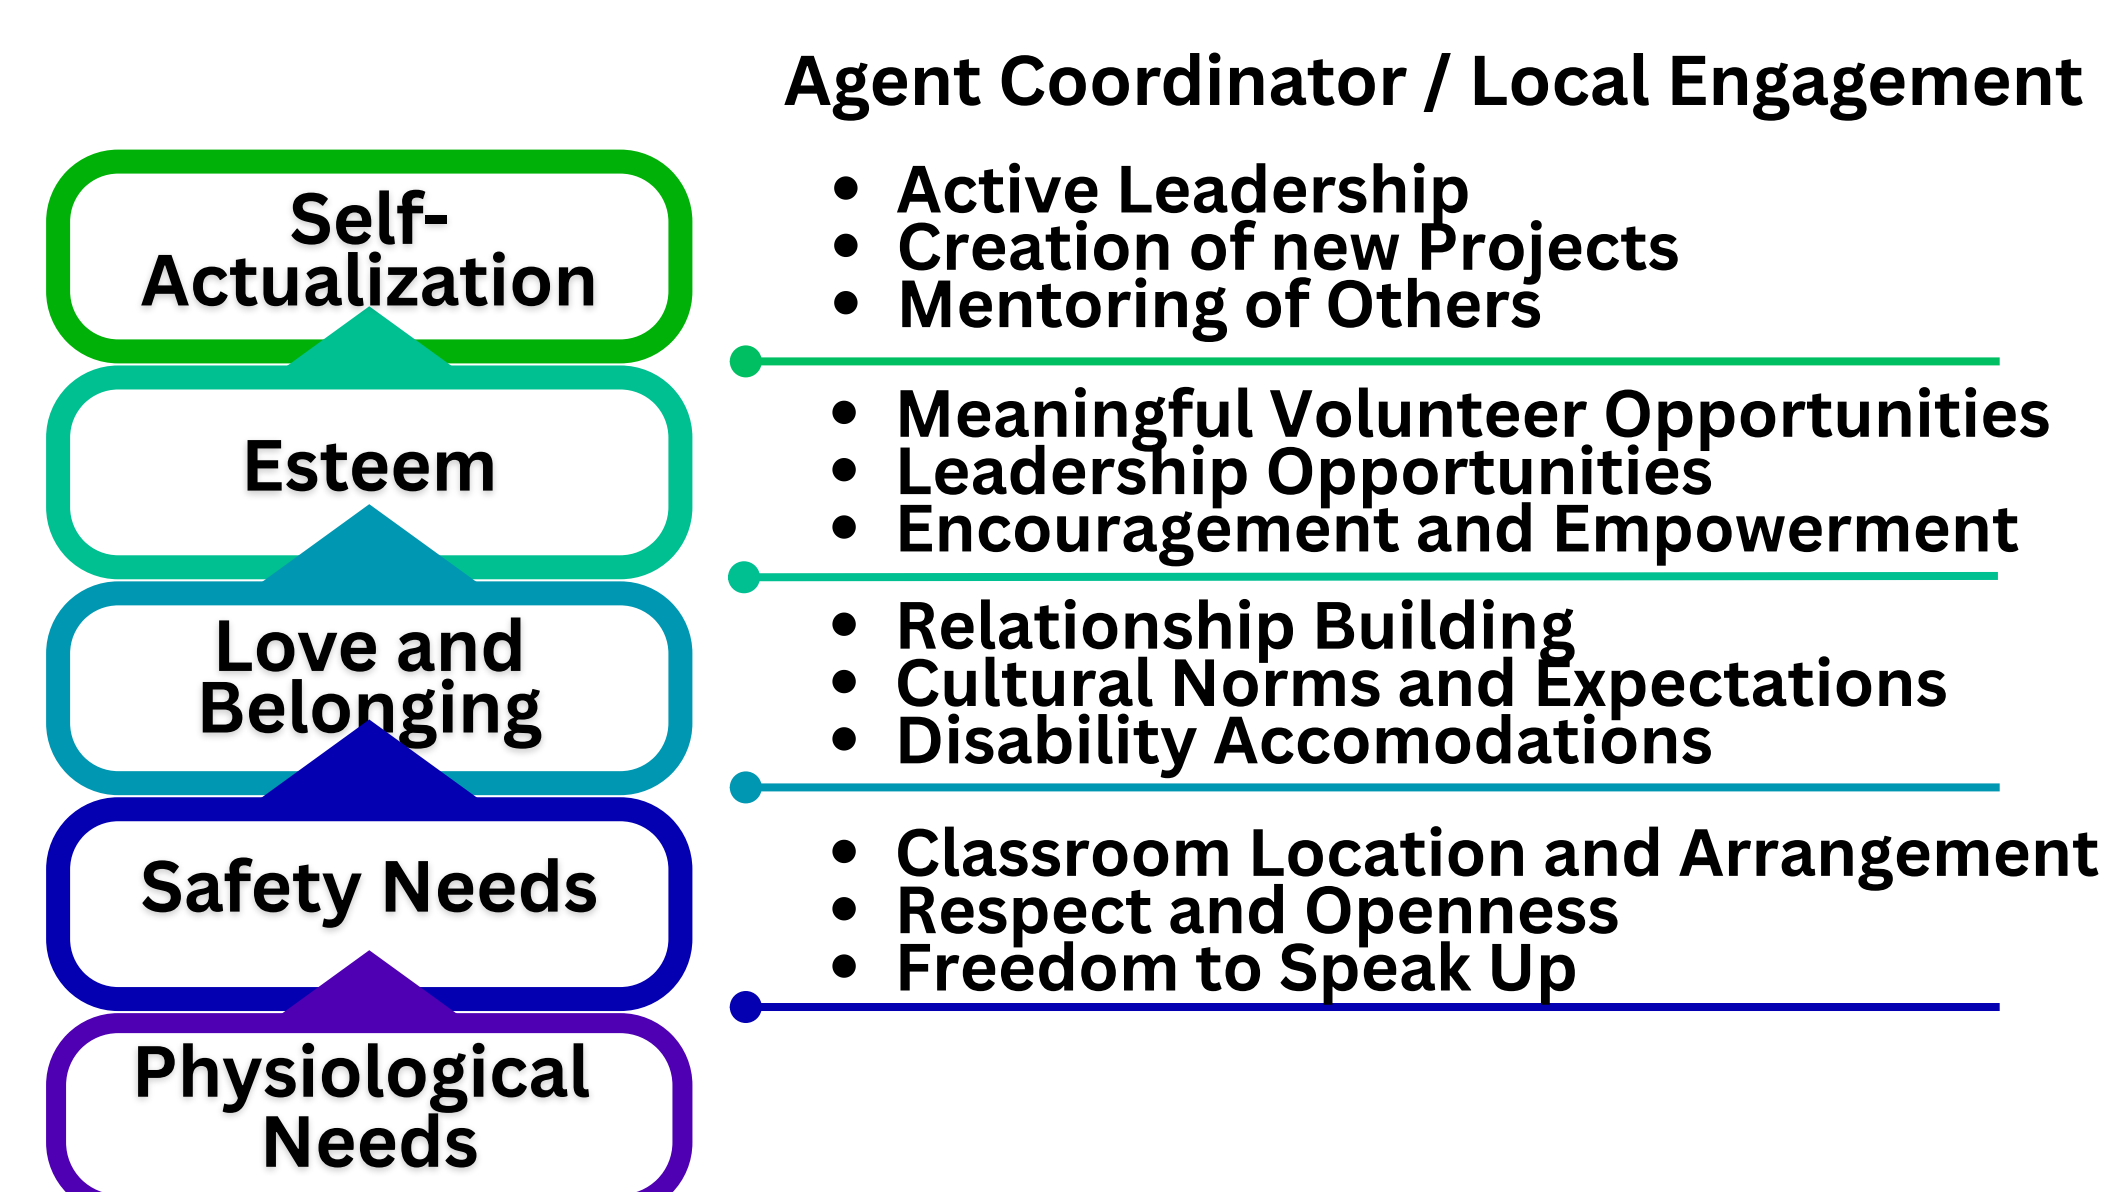 Agent Coordinator / Local Engagement
Self-
Actualization
• Active Leadership
• Creation of new Projects
• Mentoring of Others
Esteem
• Meaningful Volunteer Opportunities
• Leadership Opportunities
• Encouragement and Empowerment
Love and
Belonging
• Relationship Building
• Cultural Norms and Expectations
• Disability Accomodations
Safety Needs
• Classroom Location and Arrangement
• Respect and Openness
• Freedom to Speak Up
Physiological
Needs